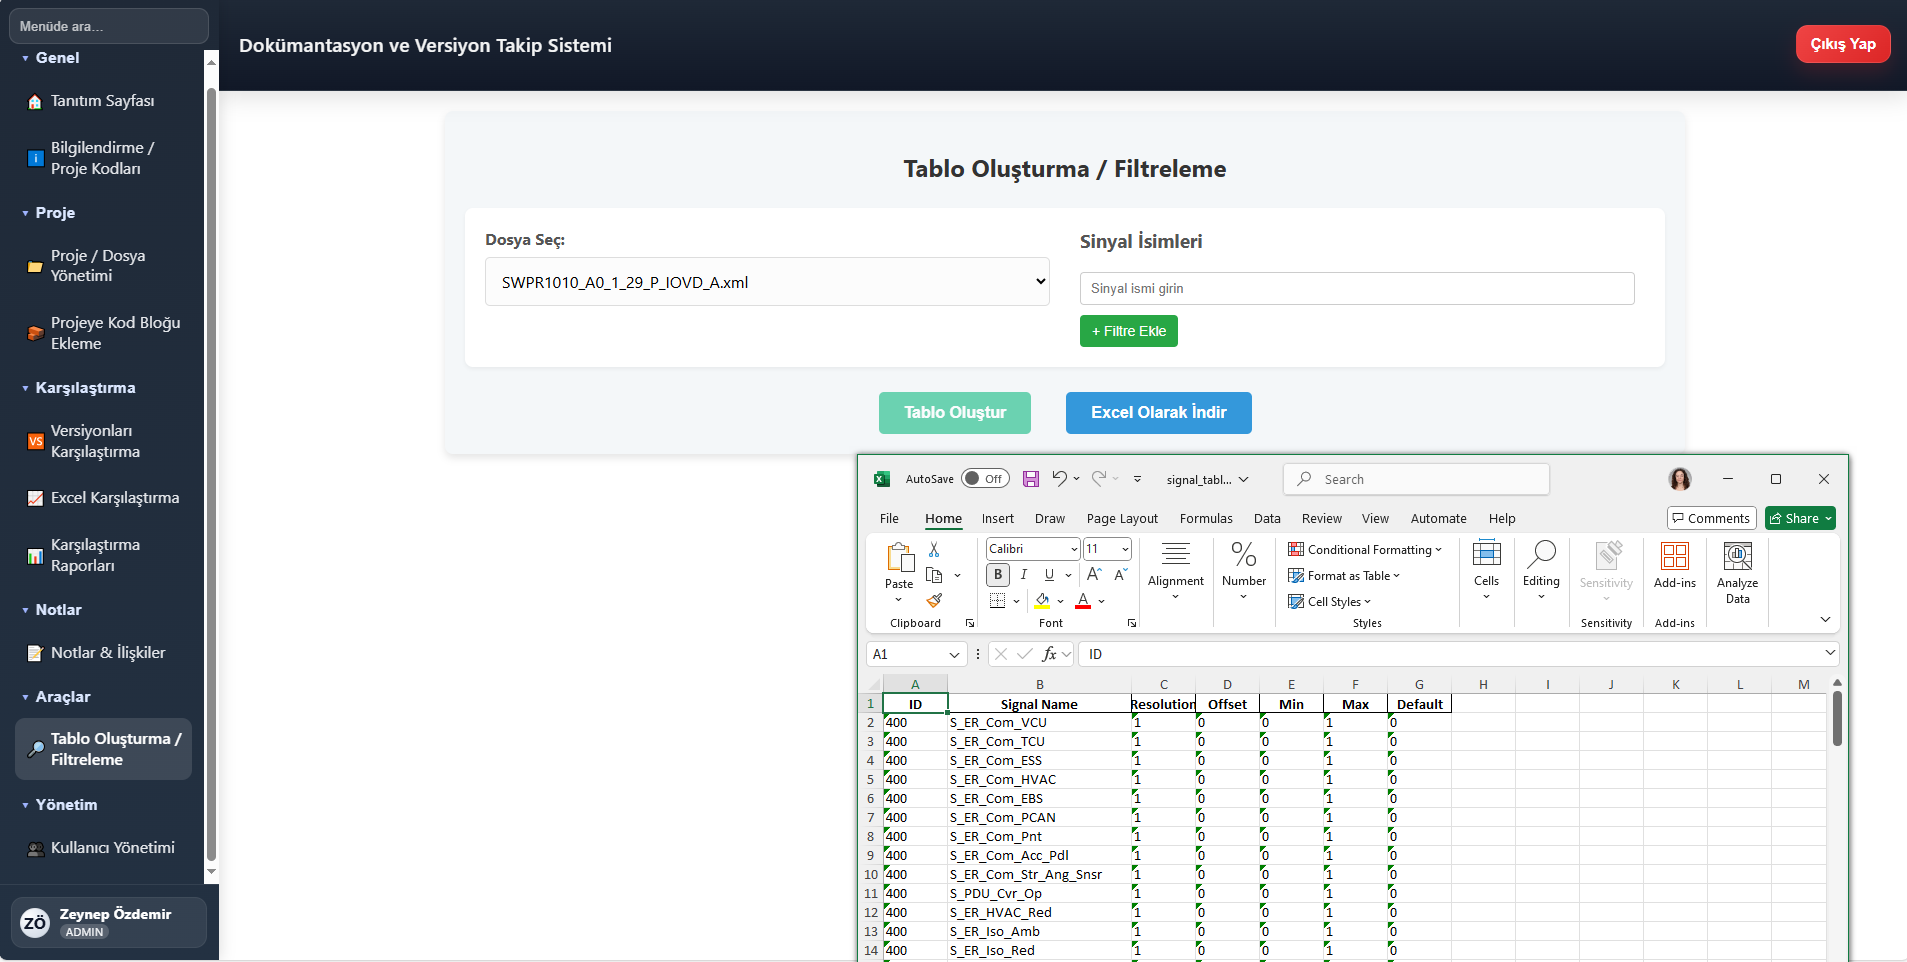 Menüde ara...
Genel
Tanıtım Sayfası
Bilgilendirme /
Proje Kodları
Proje
Proje / Dosya
Yönetimi
Projeye Kod Bloğu
Ekleme
Karşılaştırma
VS
Versiyonları
Karşılaştırma
Excel Karşılaştırma
Karşılaştırma
Raporları
Notlar
Notlar & İlişkiler
Araçlar
Tablo Oluşturma /
Filtreleme
Yönetim
Kullanıcı Yönetimi
ZÖ
Zeynep Özdemir
ADMIN
Dokümantasyon ve Versiyon Takip Sistemi
Çıkış Yap
Tablo Oluşturma / Filtreleme
Dosya Seç:
SWPR1010_A0_1_29_P_IOVD_A.xml
Sinyal İsimleri
Sinyal ismi girin
+ Filtre Ekle
Tablo Oluştur
Excel Olarak İndir
AutoSave Off signal_tabl... Search
File Home Insert Draw Page Layout Formulas Data Review View Automate Help Comments Share
Paste
Clipboard
Calibri 11
B I U A A
A
Font
Alignment
Number
Conditional Formatting
Format as Table
Cell Styles
Styles
Cells
Editing
Sensitivity
Sensitivity
Add-ins
Add-ins
Analyze
Data
A1 fx ID
A B C D E F G H I J K L M
1 ID Signal Name Resolution Offset Min Max Default
2 400 S_ER_Com_VCU 1 0 0 1 0
3 400 S_ER_Com_TCU 1 0 0 1 0
4 400 S_ER_Com_ESS 1 0 0 1 0
5 400 S_ER_Com_HVAC 1 0 0 1 0
6 400 S_ER_Com_EBS 1 0 0 1 0
7 400 S_ER_Com_PCAN 1 0 0 1 0
8 400 S_ER_Com_Pnt 1 0 0 1 0
9 400 S_ER_Com_Acc_Pdl 1 0 0 1 0
10 400 S_ER_Com_Str_Ang_Snsr 1 0 0 1 0
11 400 S_PDU_Cvr_Op 1 0 0 1 0
12 400 S_ER_HVAC_Red 1 0 0 1 0
13 400 S_ER_Iso_Amb 1 0 0 1 0
14 400 S_ER_Iso_Red 1 0 0 1 0